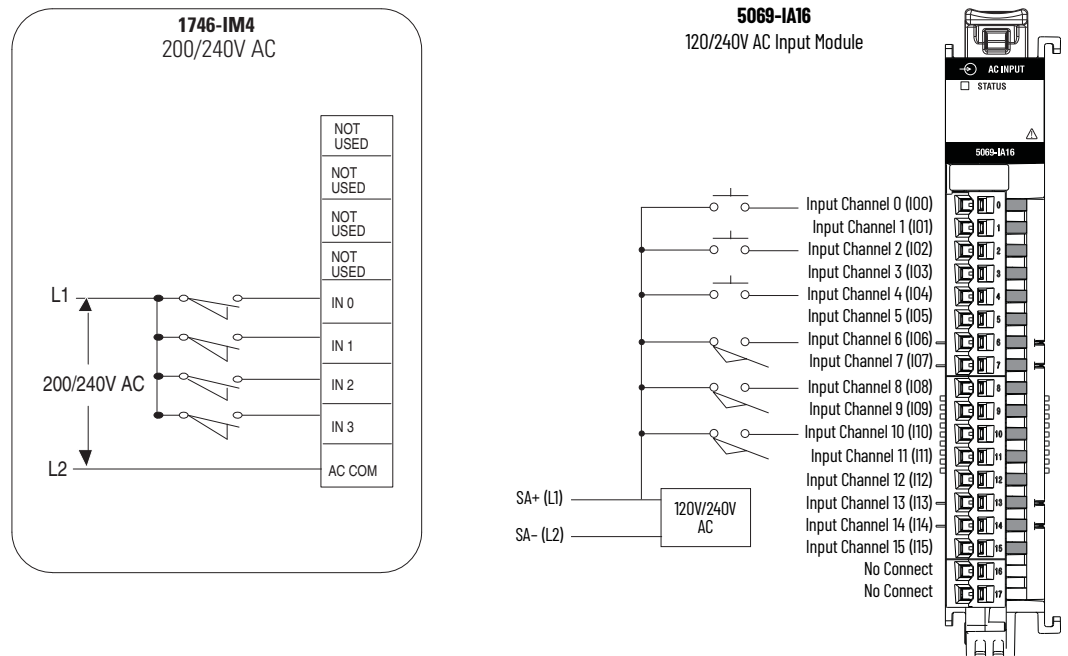 1746-IM4
200/240V AC
NOT
USED
NOT
USED
NOT
USED
NOT
USED
L1
IN 0
IN 1
200/240V AC
IN 2
IN 3
L2
AC COM
5069-IA16
120/240V AC Input Module
Input Channel 0 (I00)
Input Channel 1 (I01)
Input Channel 2 (I02)
Input Channel 3 (I03)
Input Channel 4 (I04)
Input Channel 5 (I05)
Input Channel 6 (I06)
Input Channel 7 (I07)
Input Channel 8 (I08)
Input Channel 9 (I09)
Input Channel 10 (I10)
Input Channel 11 (I11)
Input Channel 12 (I12)
Input Channel 13 (I13)
Input Channel 14 (I14)
Input Channel 15 (I15)
No Connect
No Connect
SA+ (L1)
SA- (L2)
120V/240V
AC
AC INPUT
STATUS
5069-IA16
0
1
2
3
4
5
6
7
8
9
10
11
12
13
14
15
16
17